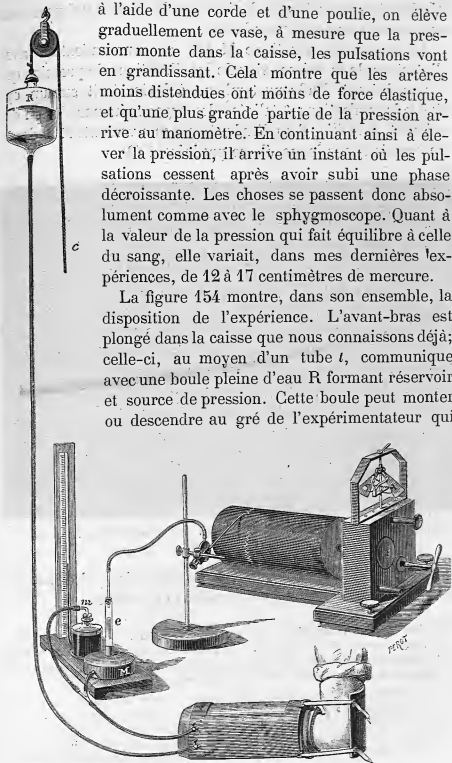 à l'aide d'une corde et d'une poulie, on élève
graduellement ce vase, à mesure que la pres-
sion monte dans la caisse, les pulsations vont
en grandissant. Cela montre que les artères
moins distendues ont moins de force élastique,
et qu'une plus grande partie de la pression ar-
rive au manomètre. En continuant ainsi à éle-
ver la pression, il arrive un instant où les pul-
sations cessent après avoir subi une phase
décroissante. Les choses se passent donc abso-
lument comme avec le sphygmoscope. Quant à
la valeur de la pression qui fait équilibre à celle
du sang, elle variait, dans mes dernières ex-
périences, de 12 à 17 centimètres de mercure.
La figure 154 montre, dans son ensemble, la
disposition de l'expérience. L'avant-bras est
plongé dans la caisse que nous connaissons déjà;
celle-ci, au moyen d'un tube t, communique
avec une boule pleine d'eau R formant réservoir
et source de pression. Cette boule peut monter
ou descendre au gré de l'expérimentateur qui
R
c
m
e
M
PEROT